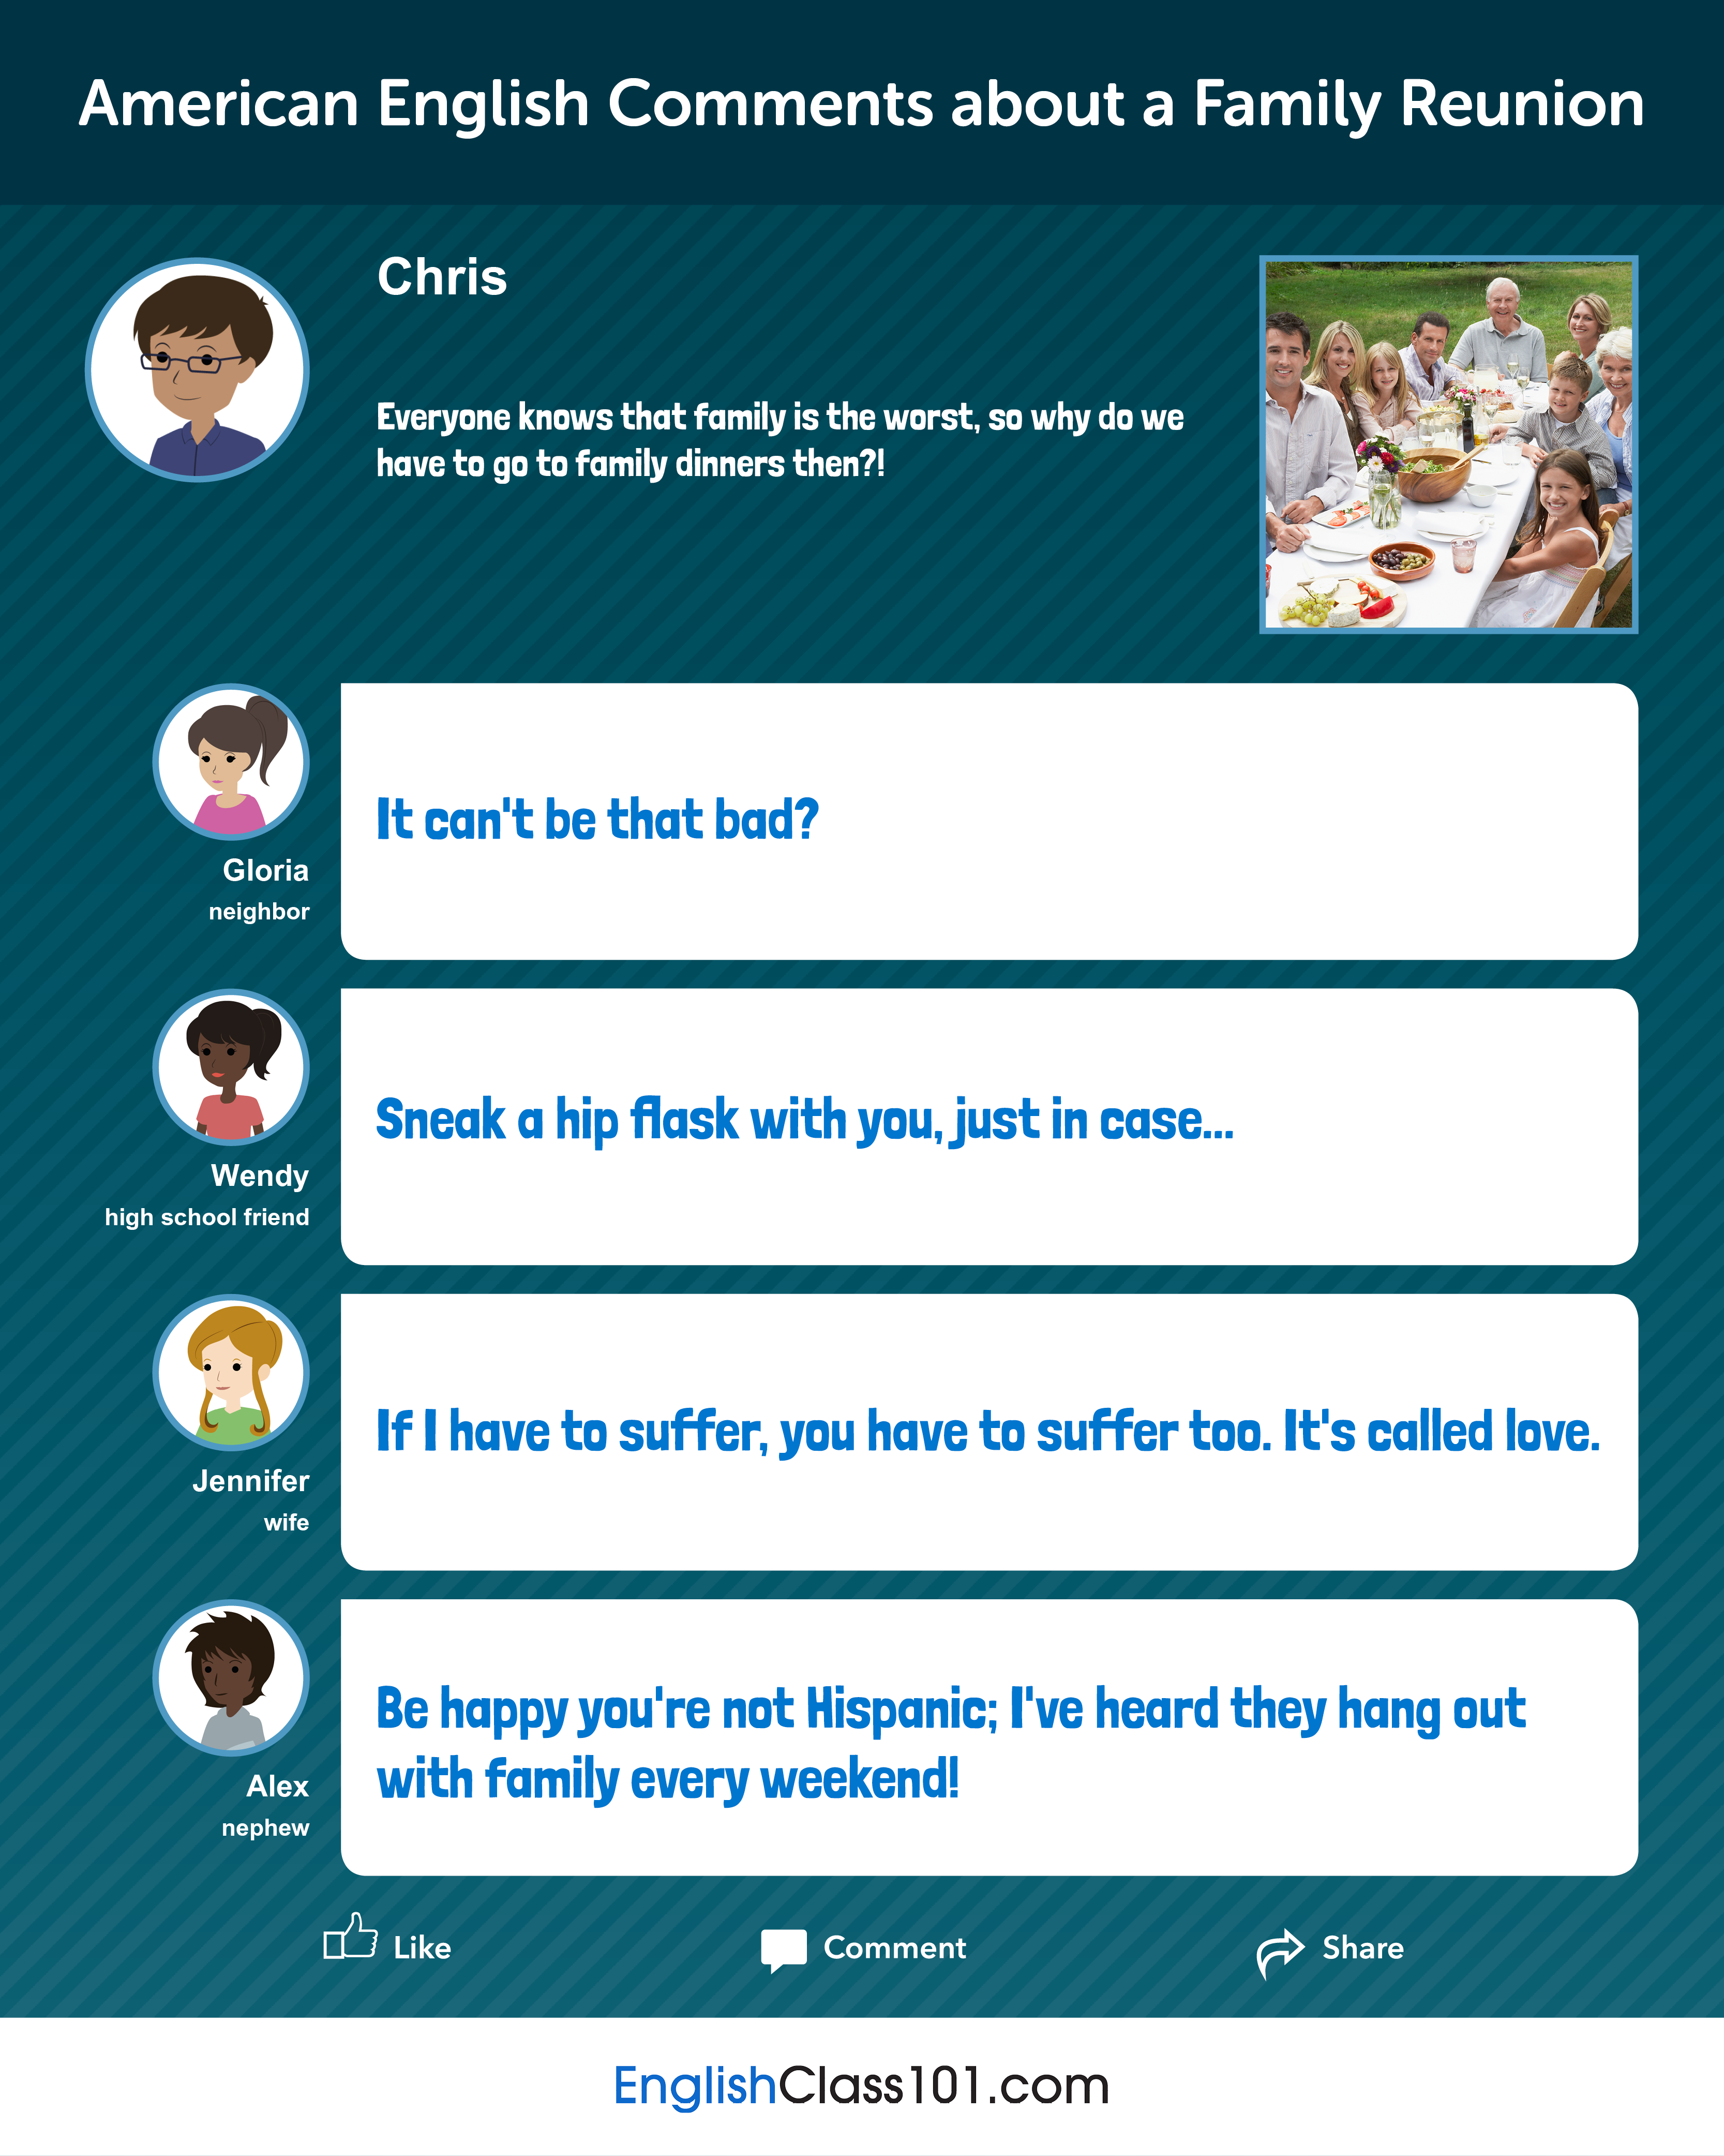 American English Comments about a Family Reunion
Chris
Everyone knows that family is the worst, so why do we
have to go to family dinners then?!
It can't be that bad?
Gloria
neighbor
Sneak a hip flask with you, just in case...
Wendy
high school friend
If I have to suffer, you have to suffer too. It's called love.
Jennifer
wife
Be happy you're not Hispanic; I've heard they hang out
with family every weekend!
Alex
nephew
Like
Comment
Share
EnglishClass101.com